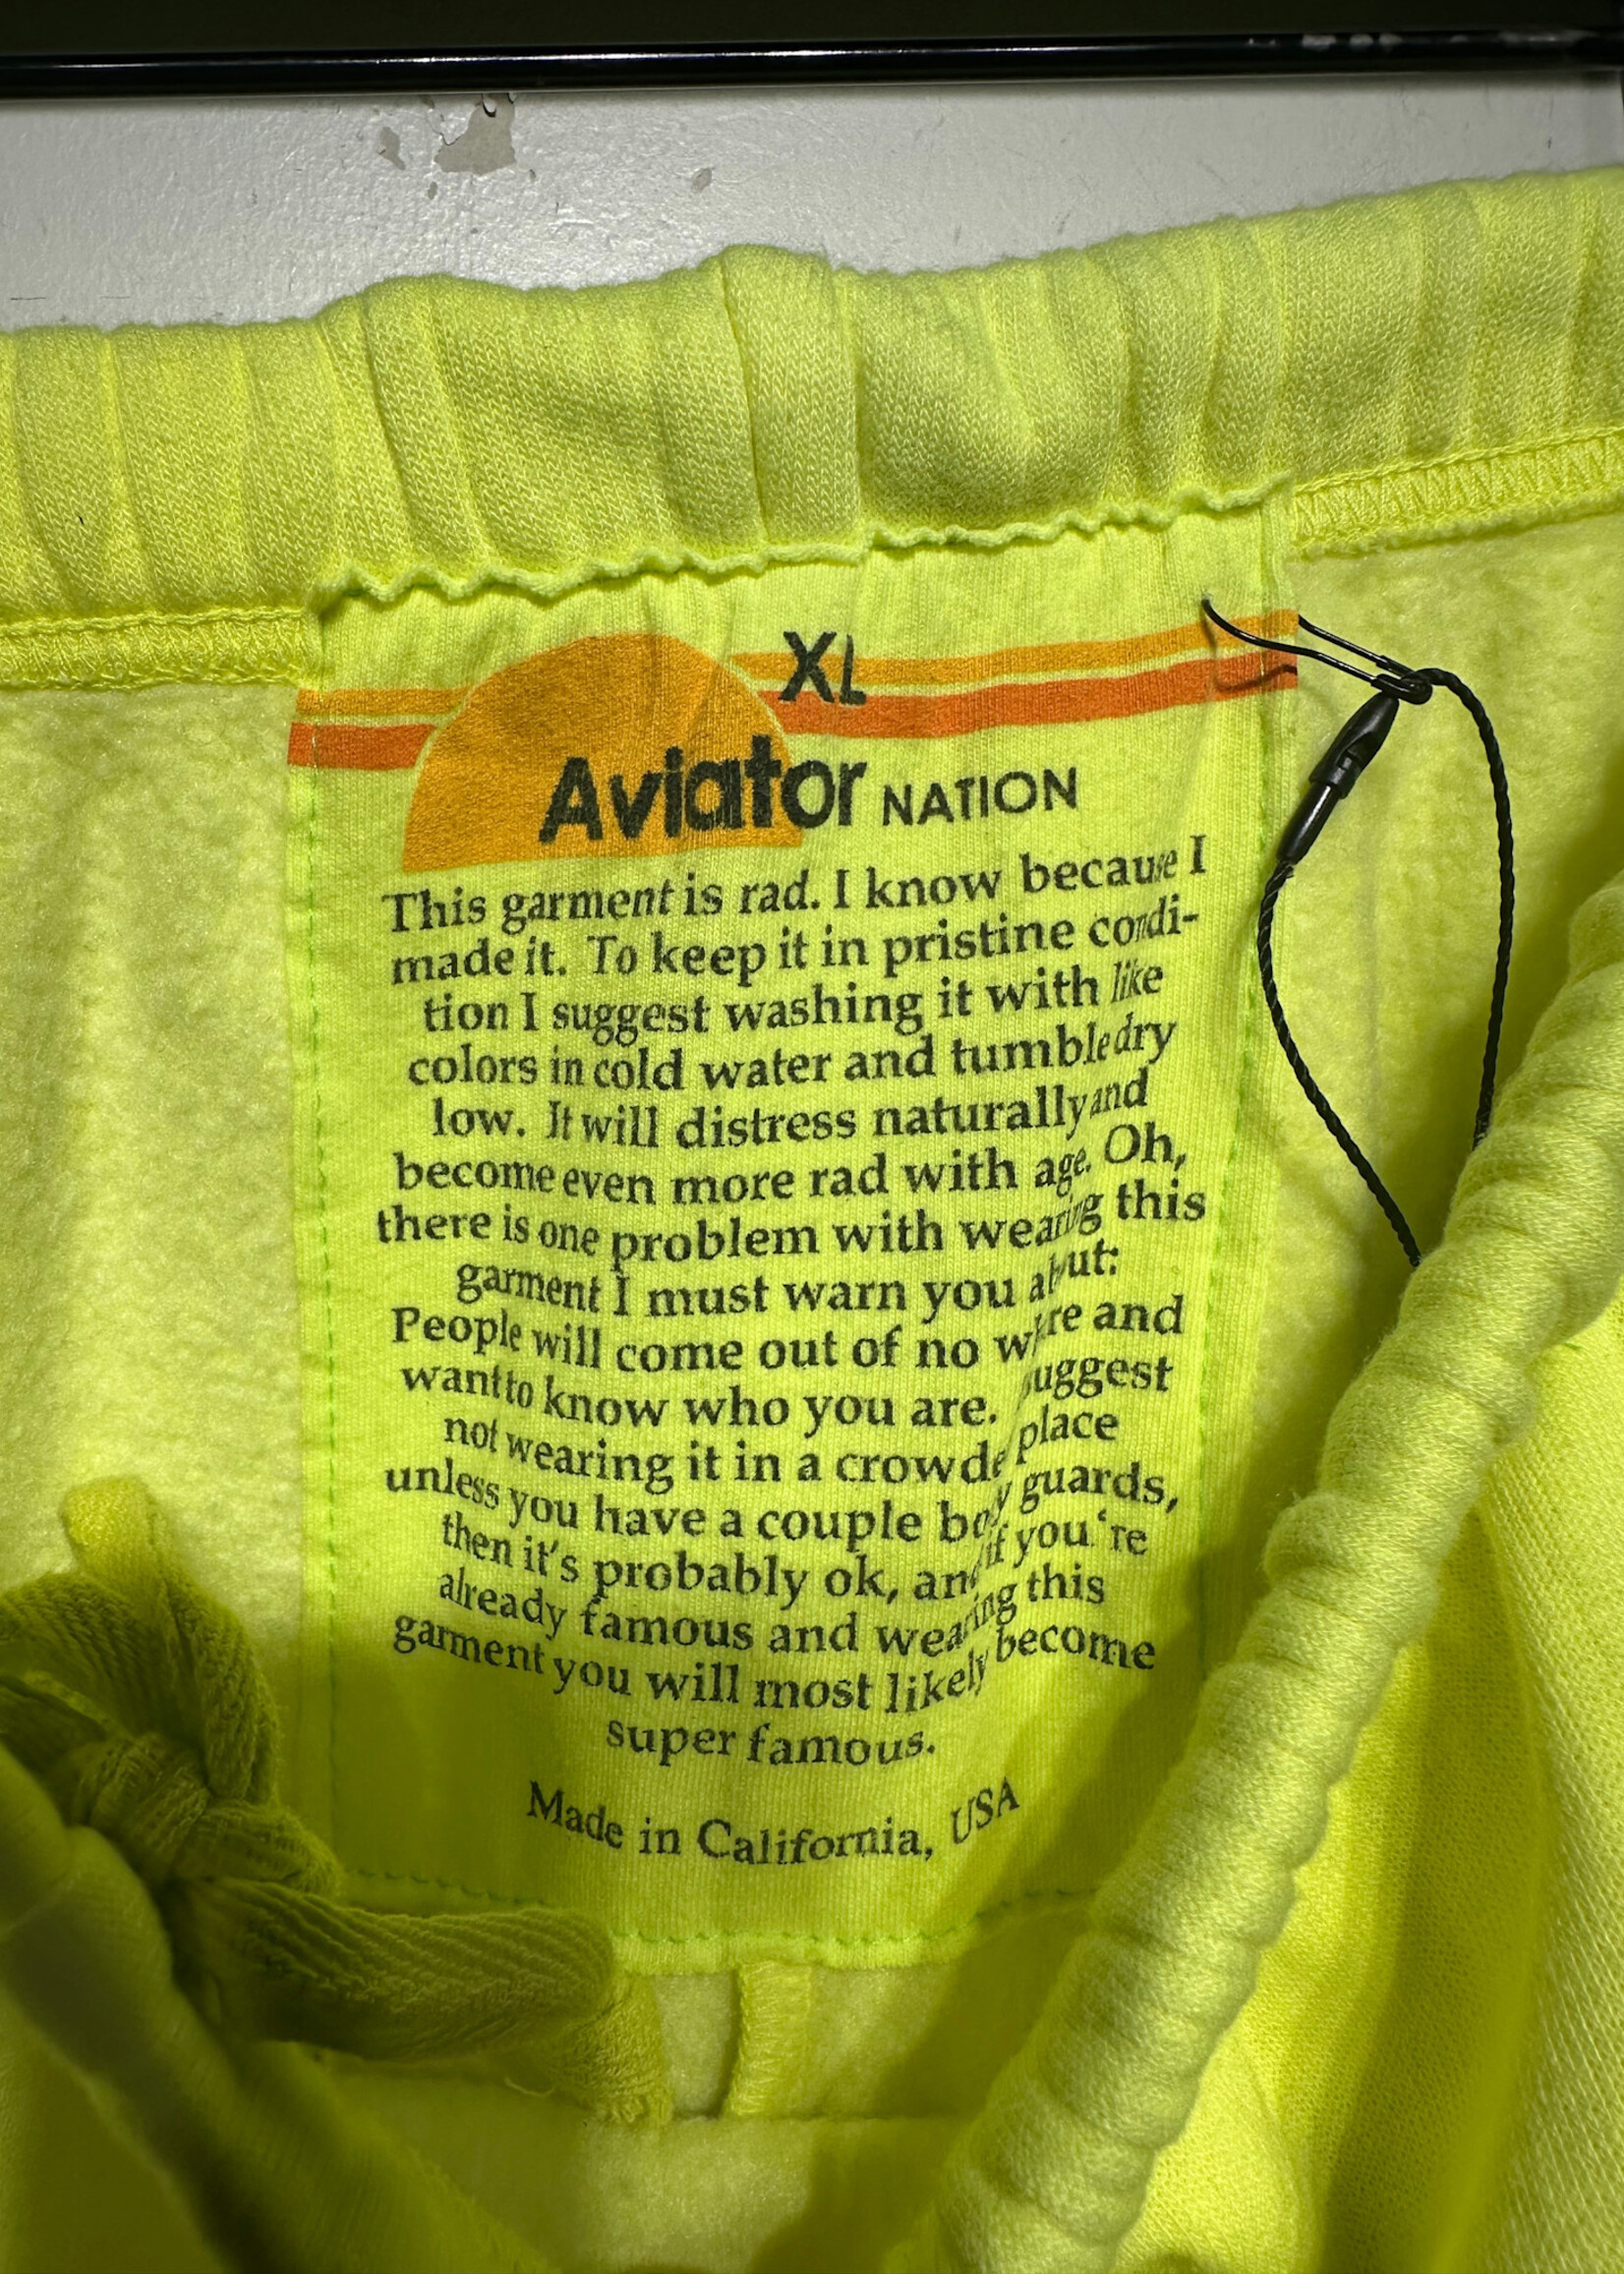 XL
Aviator NATION
This garment is rad. I know because I
made it. To keep it in pristine condi-
tion I suggest washing it with like
colors in cold water and tumble dry
low. It will distress naturally and
become even more rad with age. Oh,
there is one problem with wearing this
garment I must warn you about:
People will come out of no where and
want to know who you are. suggest
not wearing it in a crowded place
unless you have a couple body guards,
then it's probably ok, and if you're
already famous and wearing this
garment you will most likely become
super famous.
Made in California, USA